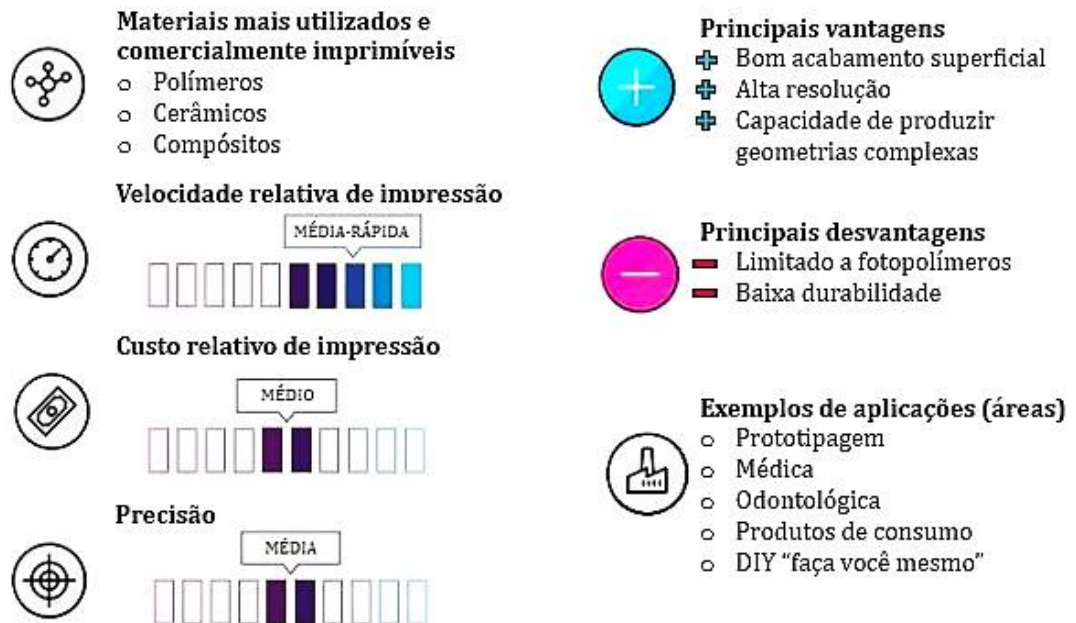 Materiais mais utilizados e
comercialmente imprimíveis
o Polímeros
o Cerâmicos
o Compósitos
Velocidade relativa de impressão
MÉDIA-RÁPIDA
Custo relativo de impressão
MÉDIO
Precisão
MÉDIA
Principais vantagens
Bom acabamento superficial
Alta resolução
Capacidade de produzir
geometrias complexas
Principais desvantagens
Limitado a fotopolímeros
Baixa durabilidade
Exemplos de aplicações (áreas)
o Prototipagem
o Médica
o Odontológica
o Produtos de consumo
o DIY “faça você mesmo”